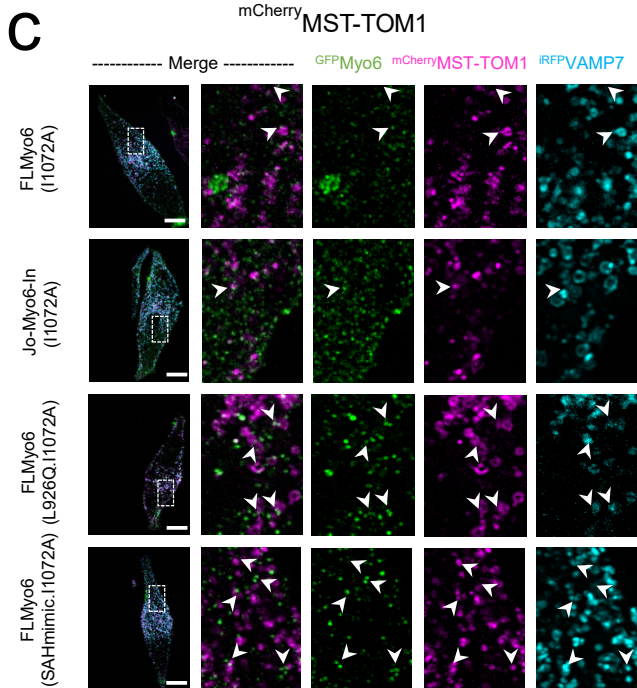 C
mCherryMST-TOM1
------------ Merge ------------ GFPMyo6 mCherryMST-TOM1 iRFPVAMP7
FLMyo6
(I1072A)
Jo-Myo6-In
(I1072A)
FLMyo6
(L926Q.I1072A)
FLMyo6
(SAHmimic.I1072A)